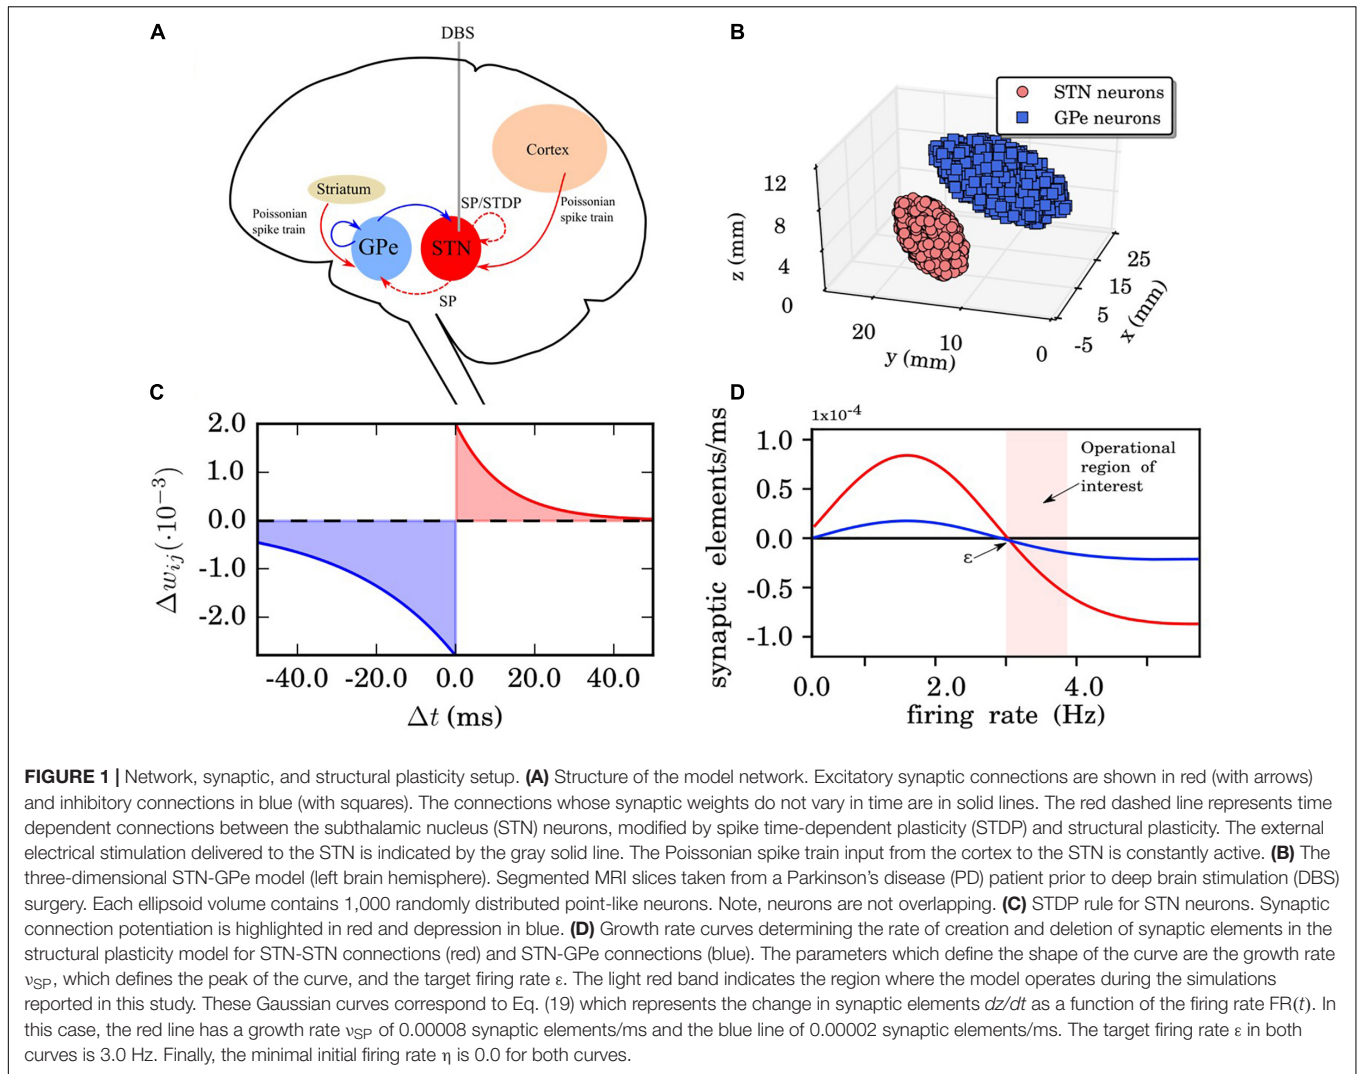 A
DBS
Cortex
Striatum
SP/STDP
Poissonian
spike train
Poissonian
spike train
GPe
STN
SP
B
STN neurons
GPe neurons
12
8
4
0
z (mm)
20
10
0
y (mm)
25
15
5
-5
x (mm)
C
2.0
1.0
0.0
-1.0
-2.0
Δw_ij(·10⁻³)
-40.0 -20.0 0.0 20.0 40.0
Δt (ms)
D
1x10⁻⁴
1.0
0.5
0.0
-0.5
-1.0
synaptic elements/ms
Operational
region of
interest
ε
0.0 2.0 4.0
firing rate (Hz)
FIGURE 1 | Network, synaptic, and structural plasticity setup. (A) Structure of the model network. Excitatory synaptic connections are shown in red (with arrows)
and inhibitory connections in blue (with squares). The connections whose synaptic weights do not vary in time are in solid lines. The red dashed line represents time
dependent connections between the subthalamic nucleus (STN) neurons, modified by spike time-dependent plasticity (STDP) and structural plasticity. The external
electrical stimulation delivered to the STN is indicated by the gray solid line. The Poissonian spike train input from the cortex to the STN is constantly active. (B) The
three-dimensional STN-GPe model (left brain hemisphere). Segmented MRI slices taken from a Parkinson's disease (PD) patient prior to deep brain stimulation (DBS)
surgery. Each ellipsoid volume contains 1,000 randomly distributed point-like neurons. Note, neurons are not overlapping. (C) STDP rule for STN neurons. Synaptic
connection potentiation is highlighted in red and depression in blue. (D) Growth rate curves determining the rate of creation and deletion of synaptic elements in the
structural plasticity model for STN-STN connections (red) and STN-GPe connections (blue). The parameters which define the shape of the curve are the growth rate
νSP, which defines the peak of the curve, and the target firing rate ε. The light red band indicates the region where the model operates during the simulations
reported in this study. These Gaussian curves correspond to Eq. (19) which represents the change in synaptic elements dz/dt as a function of the firing rate FR(t). In
this case, the red line has a growth rate νSP of 0.00008 synaptic elements/ms and the blue line of 0.00002 synaptic elements/ms. The target firing rate ε in both
curves is 3.0 Hz. Finally, the minimal initial firing rate η is 0.0 for both curves.